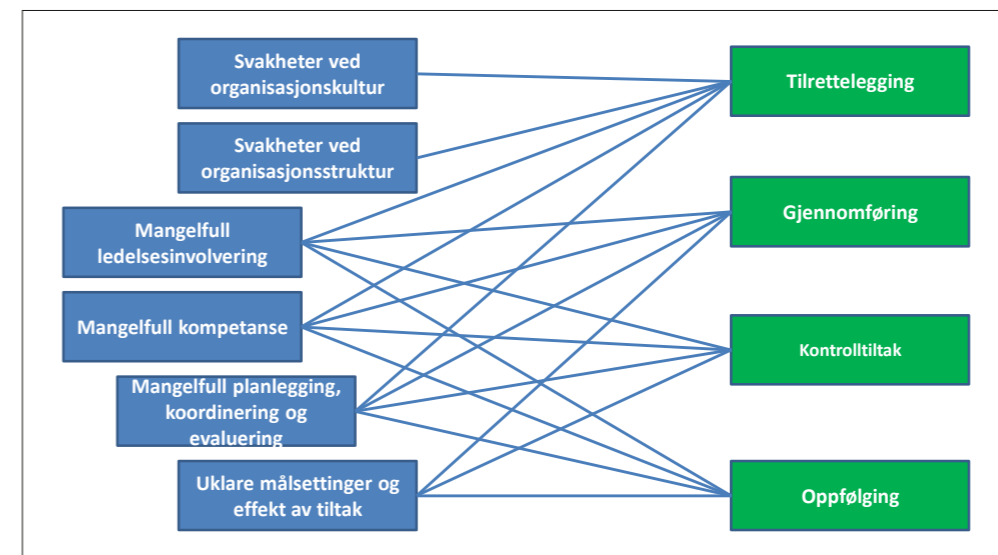 Svakheter ved
organisasjonskultur
Svakheter ved
organisasjonsstruktur
Mangelfull
ledelsesinvolvering
Mangelfull kompetanse
Mangelfull planlegging,
koordinering og
evaluering
Uklare målsettinger og
effekt av tiltak
Tilrettelegging
Gjennomføring
Kontrolltiltak
Oppfølging